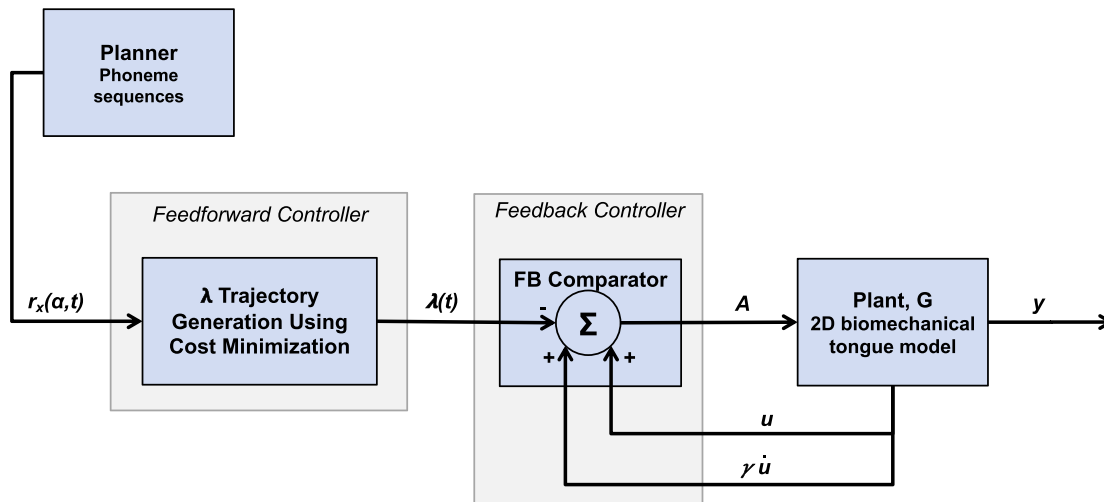 Planner
Phoneme
sequences
Feedforward Controller
Feedback Controller
r_x(α,t)
λ Trajectory
Generation Using
Cost Minimization
λ(t)
FB Comparator
-
Σ
+
+
A
Plant, G
2D biomechanical
tongue model
y
u
γ u̇